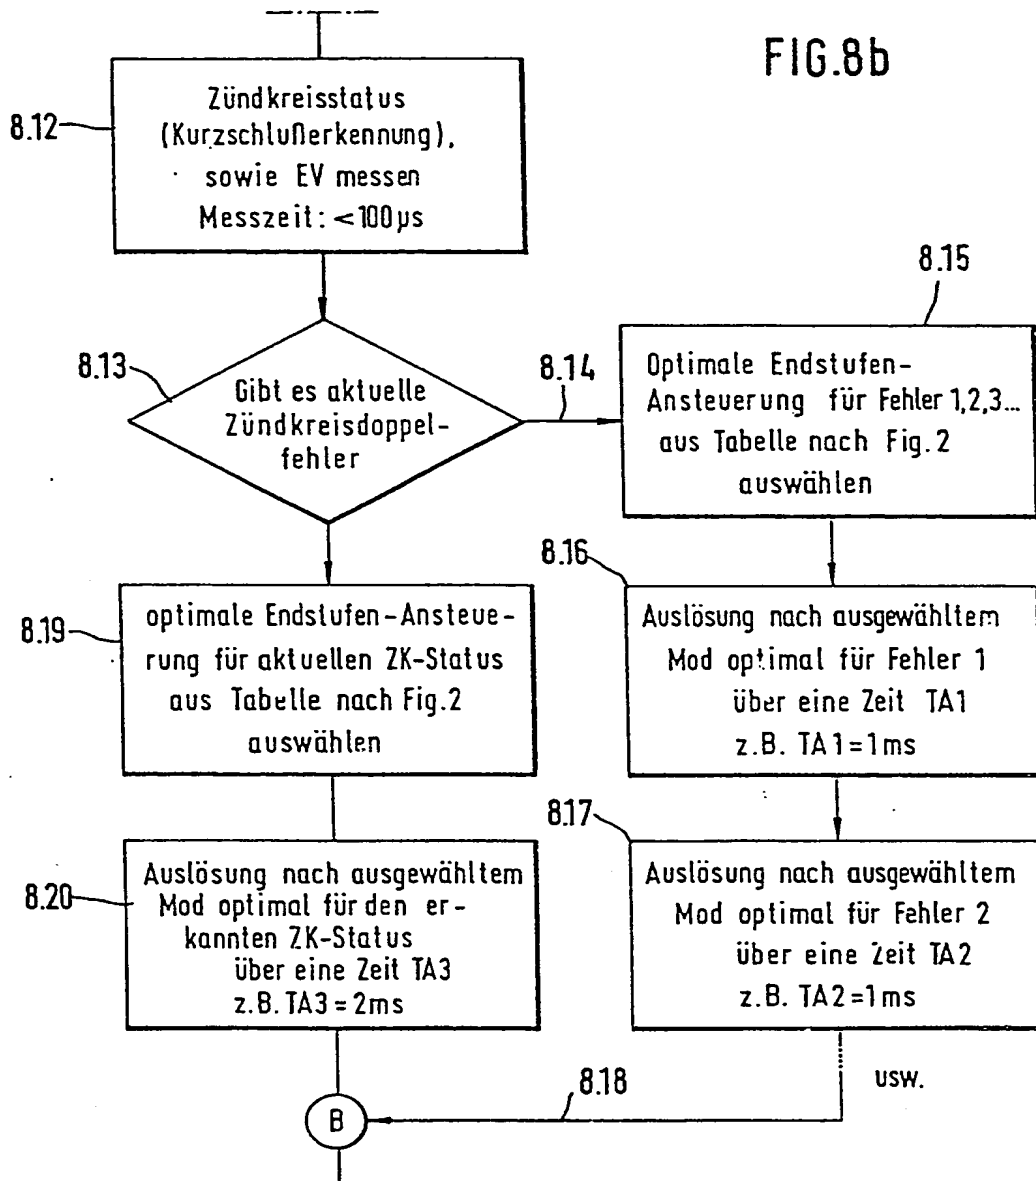 FIG.8b
8.12
Zündkreisstatus
(Kurzschlußerkennung),
sowie EV messen
Messzeit: <100µs
8.13
Gibt es aktuelle
Zündkreisdoppel-
fehler
8.14
8.15
Optimale Endstufen-
Ansteuerung für Fehler 1,2,3...
aus Tabelle nach Fig. 2
auswählen
8.16
Auslösung nach ausgewähltem
Mod optimal für Fehler 1
über eine Zeit TA1
z.B. TA1=1ms
8.17
Auslösung nach ausgewähltem
Mod optimal für Fehler 2
über eine Zeit TA2
z.B. TA2=1ms
usw.
8.18
8.19
optimale Endstufen-Ansteue-
rung für aktuellen ZK-Status
aus Tabelle nach Fig.2
auswählen
8.20
Auslösung nach ausgewähltem
Mod optimal für den er-
kannten ZK-Status
über eine Zeit TA3
z.B. TA3=2ms
B